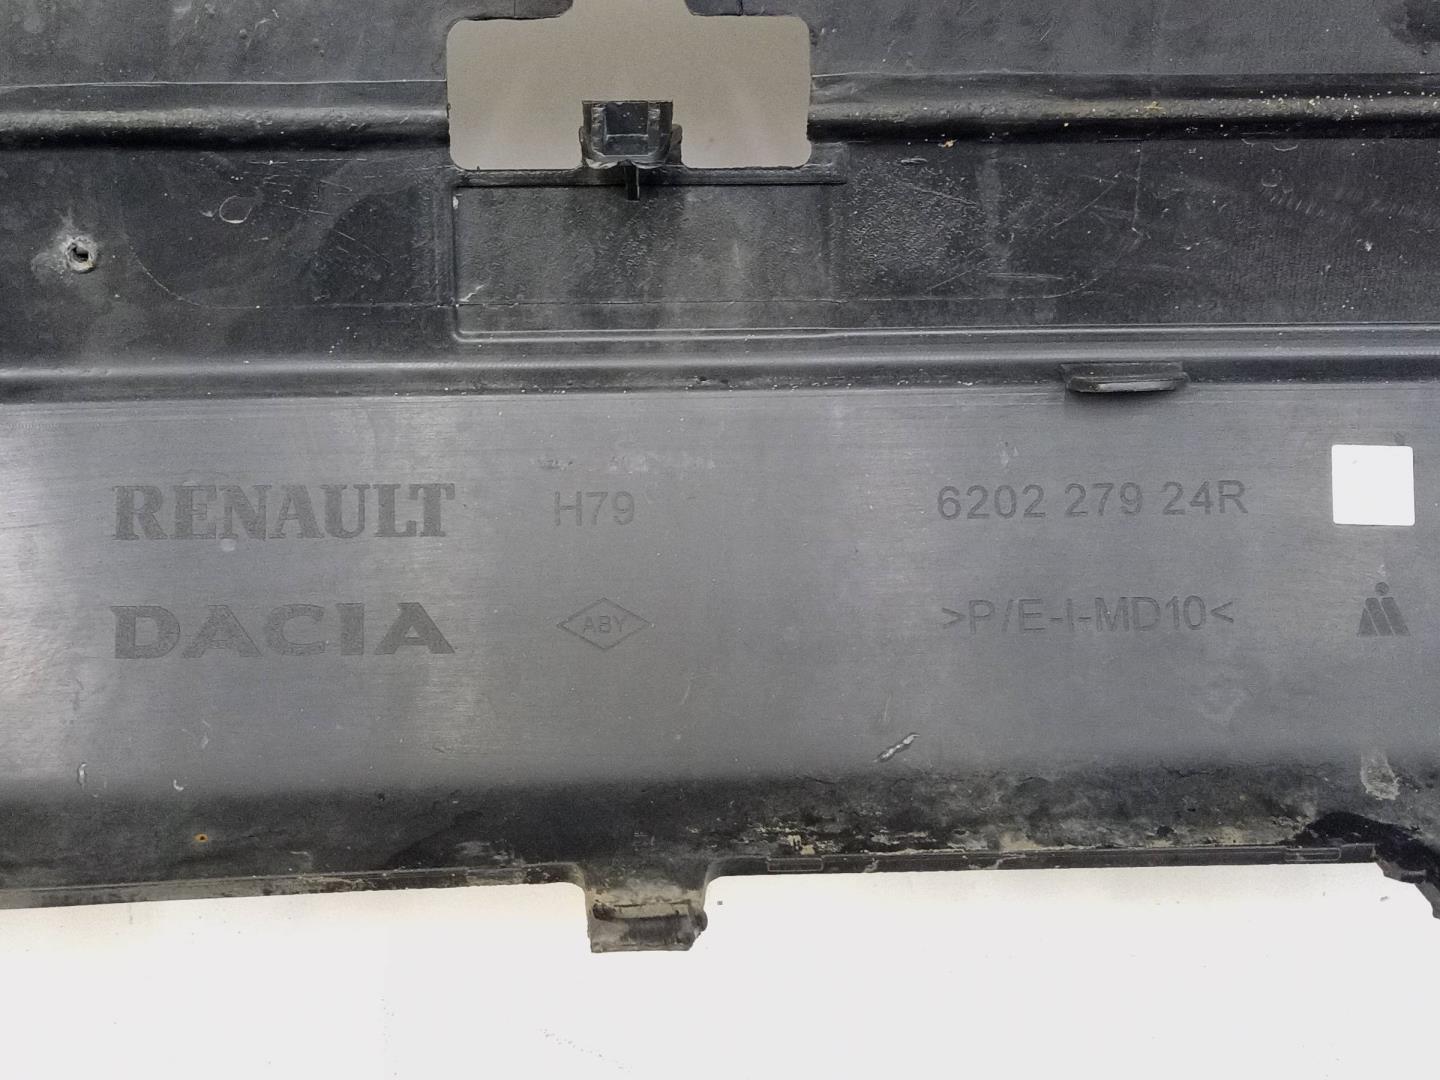 RENAULT H79 6202 279 24R
DACIA ABY >P/E-I-MD10<